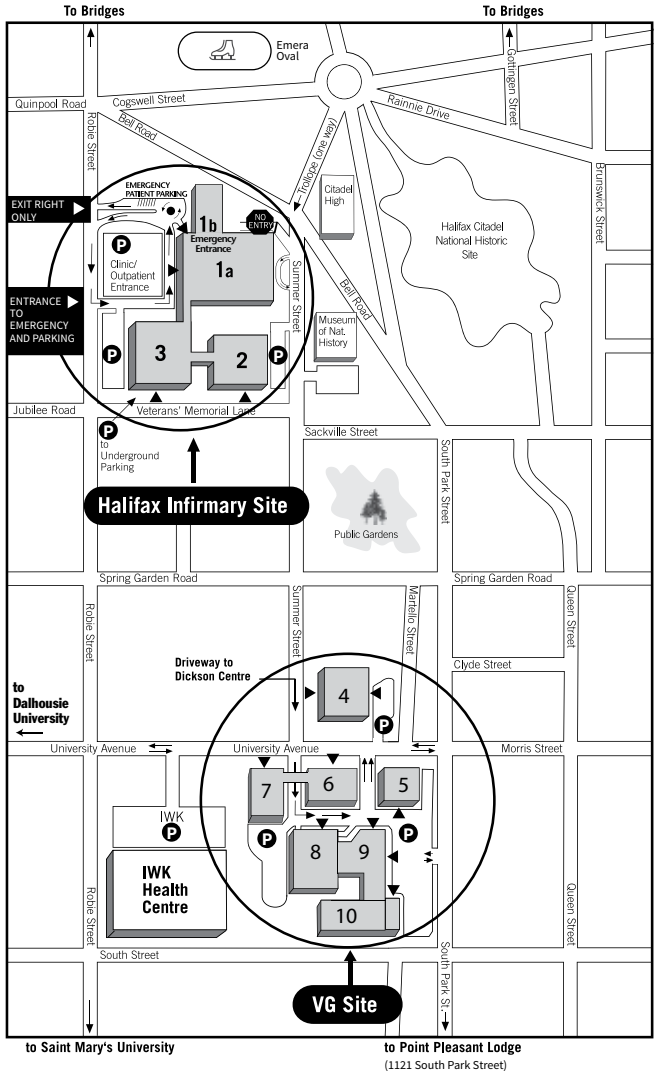 To Bridges
To Bridges
Emera
Oval
Gottingen Street
Quinpool Road
Cogswell Street
Rainnie Drive
Robie Street
Bell Road
Trollope (one way)
Brunswick Street
EMERGENCY
PATIENT PARKING
Citadel
High
EXIT RIGHT
ONLY
1b
NO
ENTRY
Emergency
Entrance
P
Clinic/
Outpatient
Entrance
1a
Halifax Citadel
National Historic
Site
Summer Street
Bell Road
ENTRANCE
TO
EMERGENCY
AND PARKING
Museum
of Nat.
History
P
3
2
P
Jubilee Road
Veterans' Memorial Lane
P
to
Underground
Parking
Sackville Street
South Park Street
Halifax Infirmary Site
Public Gardens
Spring Garden Road
Spring Garden Road
Robie Street
Summer Street
Martello Street
Queen Street
Driveway to
Dickson Centre
Clyde Street
to
Dalhousie
University
4
P
University Avenue
University Avenue
Morris Street
7
6
5
IWK
P
P
P
IWK
Health
Centre
8
9
Robie Street
Queen Street
10
South Street
South Park St.
VG Site
to Saint Mary's University
to Point Pleasant Lodge
(1121 South Park Street)